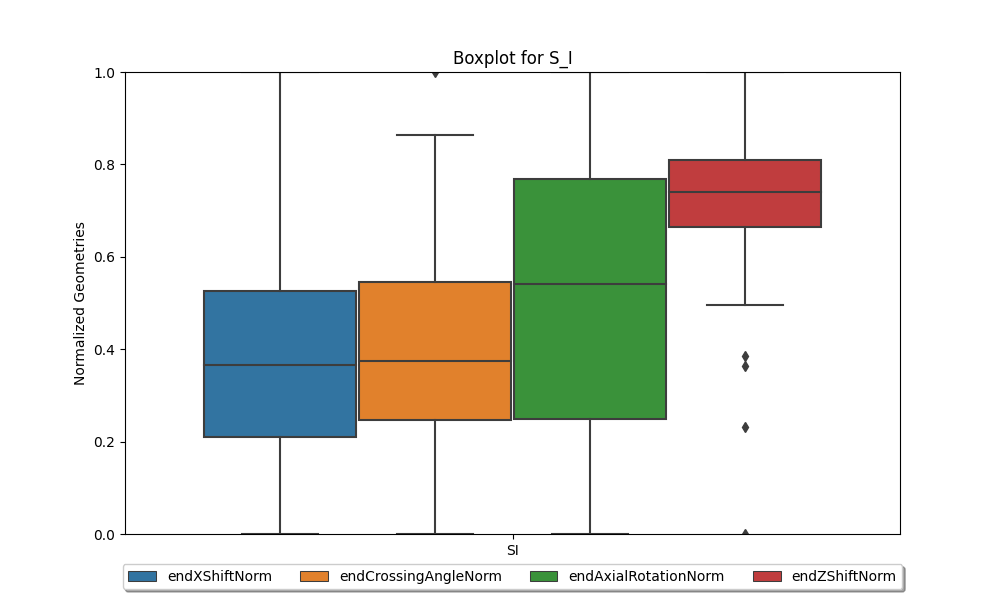 Boxplot for S_I
1.0
0.8
0.6
0.4
0.2
0.0
Normalized Geometries
SI
endXShiftNorm endCrossingAngleNorm endAxialRotationNorm endZShiftNorm